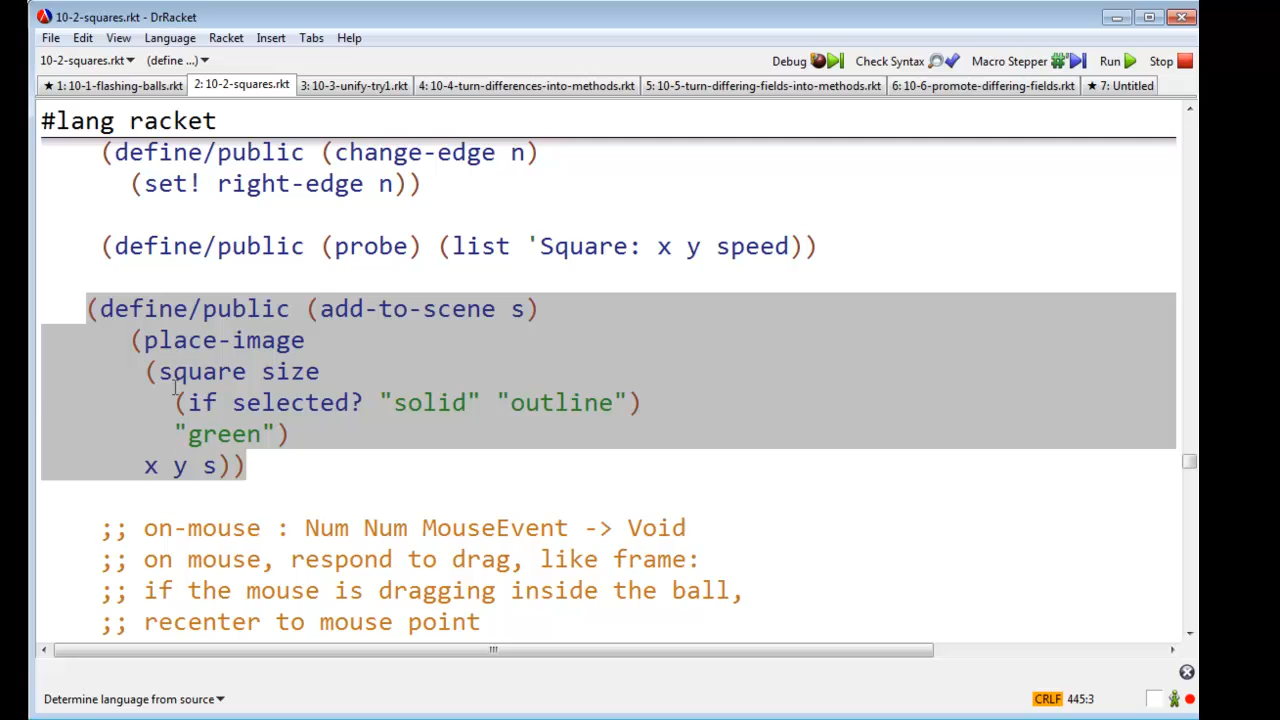 10-2-squares.rkt - DrRacket
File Edit View Language Racket Insert Tabs Help
10-2-squares.rkt▾ (define ...)▾ Debug Check Syntax Macro Stepper Run Stop
★ 1: 10-1-flashing-balls.rkt 2: 10-2-squares.rkt 3: 10-3-unify-try1.rkt 4: 10-4-turn-differences-into-methods.rkt 5: 10-5-turn-differing-fields-into-methods.rkt 6: 10-6-promote-differing-fields.rkt ★ 7: Untitled
#lang racket
(define/public (change-edge n)
(set! right-edge n))
(define/public (probe) (list 'Square: x y speed))
(define/public (add-to-scene s)
(place-image
(square size
(if selected? "solid" "outline")
"green")
x y s))
;; on-mouse : Num Num MouseEvent -> Void
;; on mouse, respond to drag, like frame:
;; if the mouse is dragging inside the ball,
;; recenter to mouse point
Determine language from source▾ CRLF 445:3